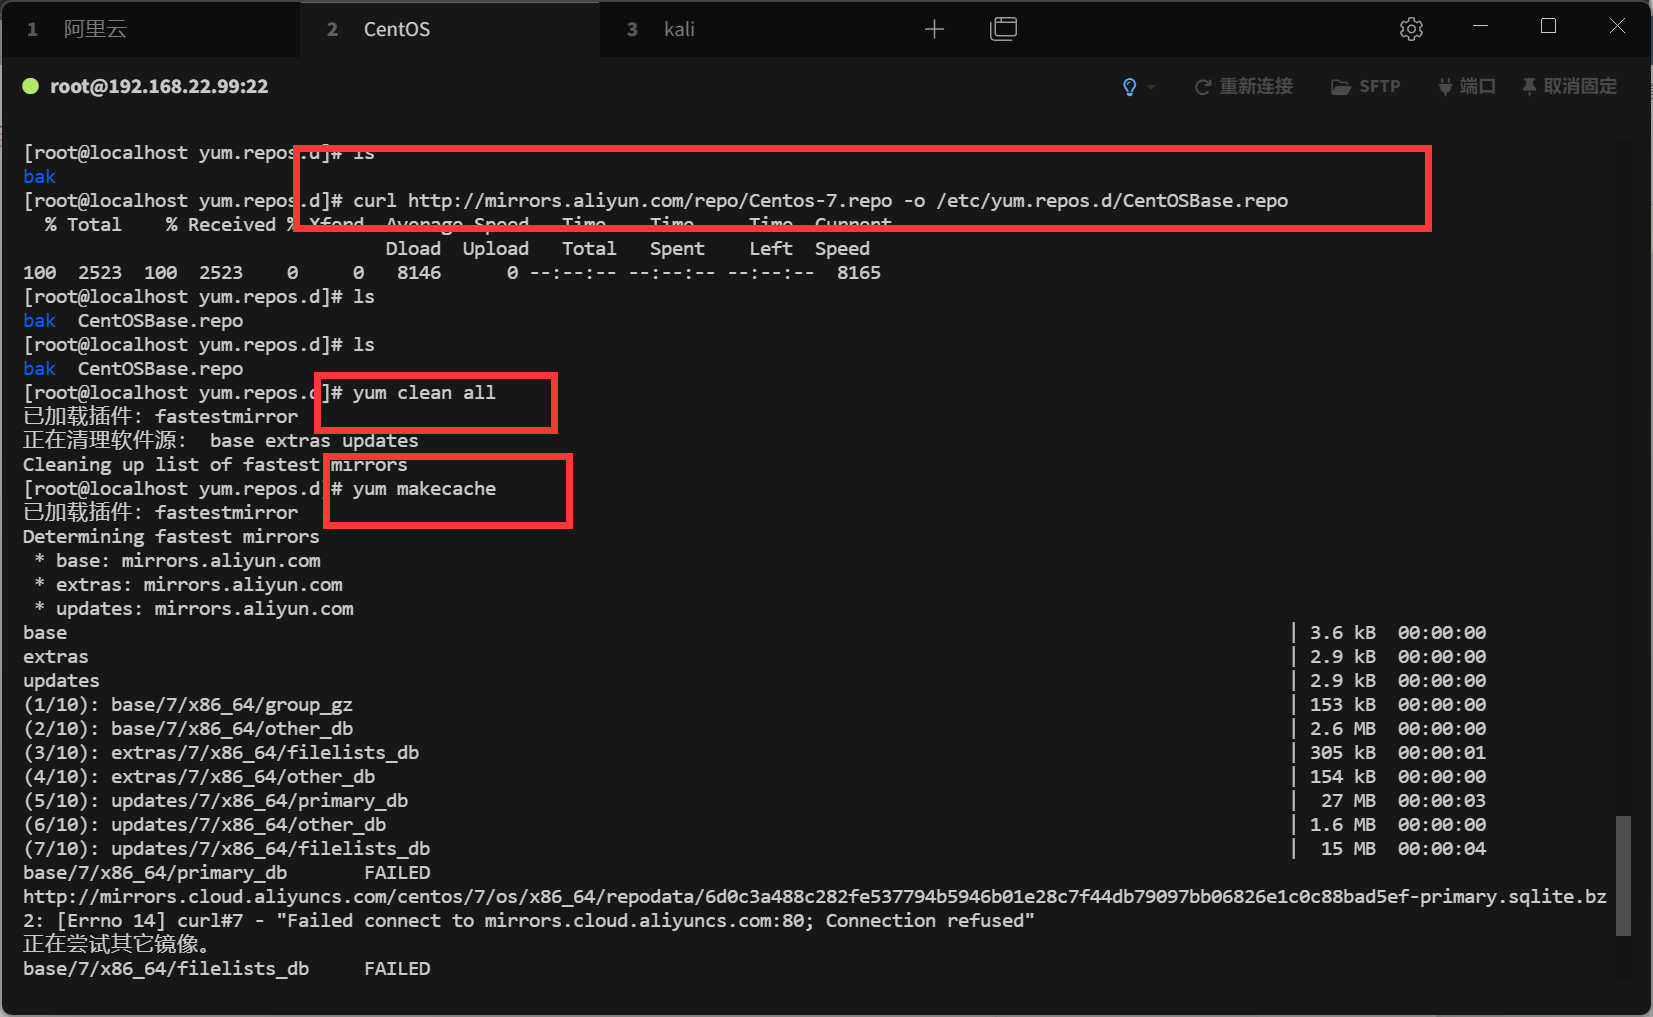 1 阿里云 2 CentOS 3 kali
root@192.168.22.99:22 重新连接 SFTP 端口 取消固定
[root@localhost yum.repos.d]# ls
bak
[root@localhost yum.repos.d]# curl http://mirrors.aliyun.com/repo/Centos-7.repo -o /etc/yum.repos.d/CentOSBase.repo
% Total % Received % Xferd Average Speed Time Time Time Current
Dload Upload Total Spent Left Speed
100 2523 100 2523 0 0 8146 0 --:--:-- --:--:-- --:--:-- 8165
[root@localhost yum.repos.d]# ls
bak CentOSBase.repo
[root@localhost yum.repos.d]# ls
bak CentOSBase.repo
[root@localhost yum.repos.d]# yum clean all
已加载插件：fastestmirror
正在清理软件源： base extras updates
Cleaning up list of fastest mirrors
[root@localhost yum.repos.d]# yum makecache
已加载插件：fastestmirror
Determining fastest mirrors
* base: mirrors.aliyun.com
* extras: mirrors.aliyun.com
* updates: mirrors.aliyun.com
base | 3.6 kB 00:00:00
extras | 2.9 kB 00:00:00
updates | 2.9 kB 00:00:00
(1/10): base/7/x86_64/group_gz | 153 kB 00:00:00
(2/10): base/7/x86_64/other_db | 2.6 MB 00:00:00
(3/10): extras/7/x86_64/filelists_db | 305 kB 00:00:01
(4/10): extras/7/x86_64/other_db | 154 kB 00:00:00
(5/10): updates/7/x86_64/primary_db | 27 MB 00:00:03
(6/10): updates/7/x86_64/other_db | 1.6 MB 00:00:00
(7/10): updates/7/x86_64/filelists_db | 15 MB 00:00:04
base/7/x86_64/primary_db FAILED
http://mirrors.cloud.aliyuncs.com/centos/7/os/x86_64/repodata/6d0c3a488c282fe537794b5946b01e28c7f44db79097bb06826e1c0c88bad5ef-primary.sqlite.bz
2: [Errno 14] curl#7 - "Failed connect to mirrors.cloud.aliyuncs.com:80; Connection refused"
正在尝试其它镜像。
base/7/x86_64/filelists_db FAILED